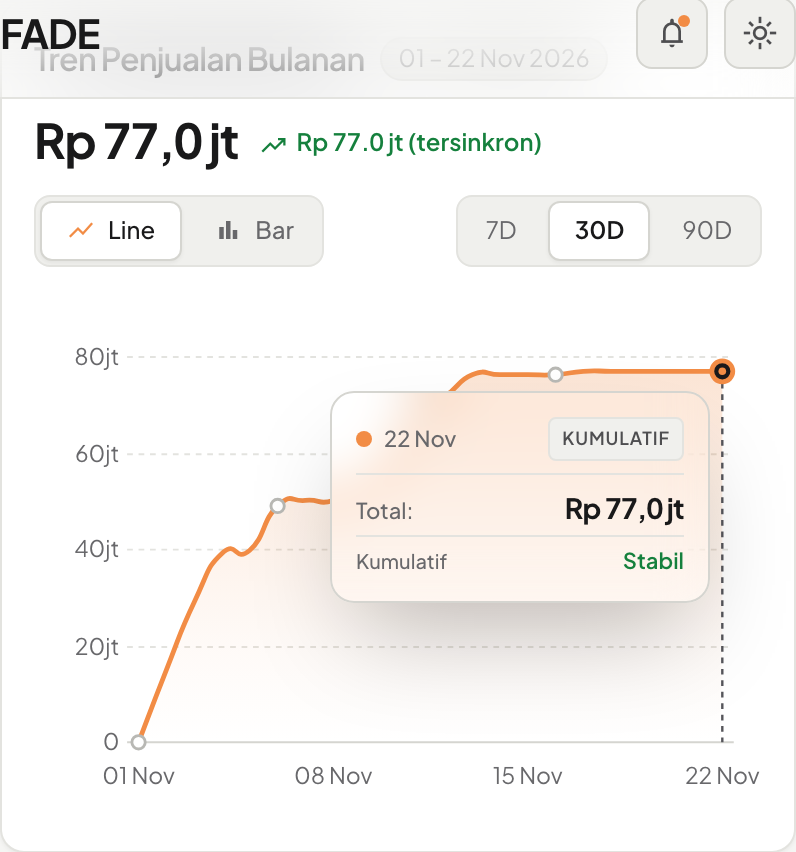 FADE
Tren Penjualan Bulanan 01 – 22 Nov 2026
Rp 77,0 jt Rp 77.0 jt (tersinkron)
Line Bar 7D 30D 90D
80jt
22 Nov KUMULATIF
60jt
Total: Rp 77,0 jt
40jt
Kumulatif Stabil
20jt
0
01 Nov 08 Nov 15 Nov 22 Nov